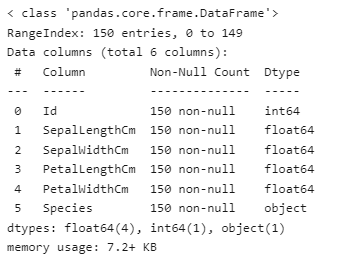 < class 'pandas.core.frame.DataFrame'>
RangeIndex: 150 entries, 0 to 149
Data columns (total 6 columns):
 #   Column         Non-Null Count  Dtype
---  ------         --------------  -----
 0   Id             150 non-null    int64
 1   SepalLengthCm  150 non-null    float64
 2   SepalWidthCm   150 non-null    float64
 3   PetalLengthCm  150 non-null    float64
 4   PetalWidthCm   150 non-null    float64
 5   Species        150 non-null    object
dtypes: float64(4), int64(1), object(1)
memory usage: 7.2+ KB